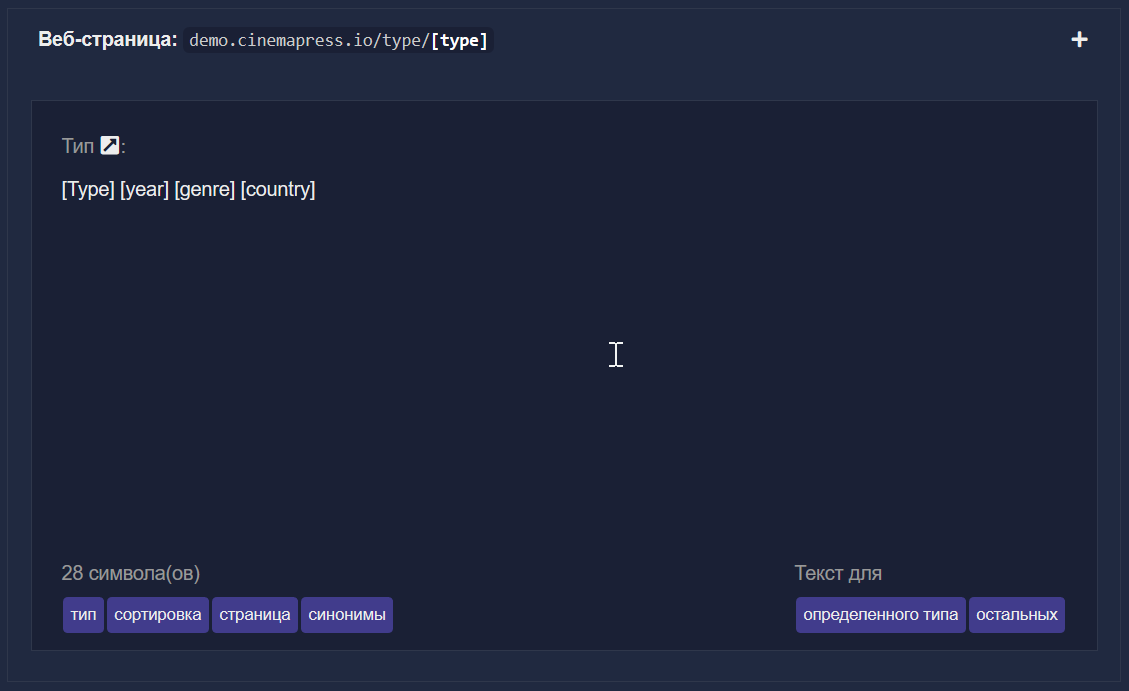 Веб-страница: demo.cinemapress.io/type/[type]
Тип :
[Type] [year] [genre] [country]
28 символа(ов)
Текст для
тип сортировка страница синонимы
определенного типа остальных